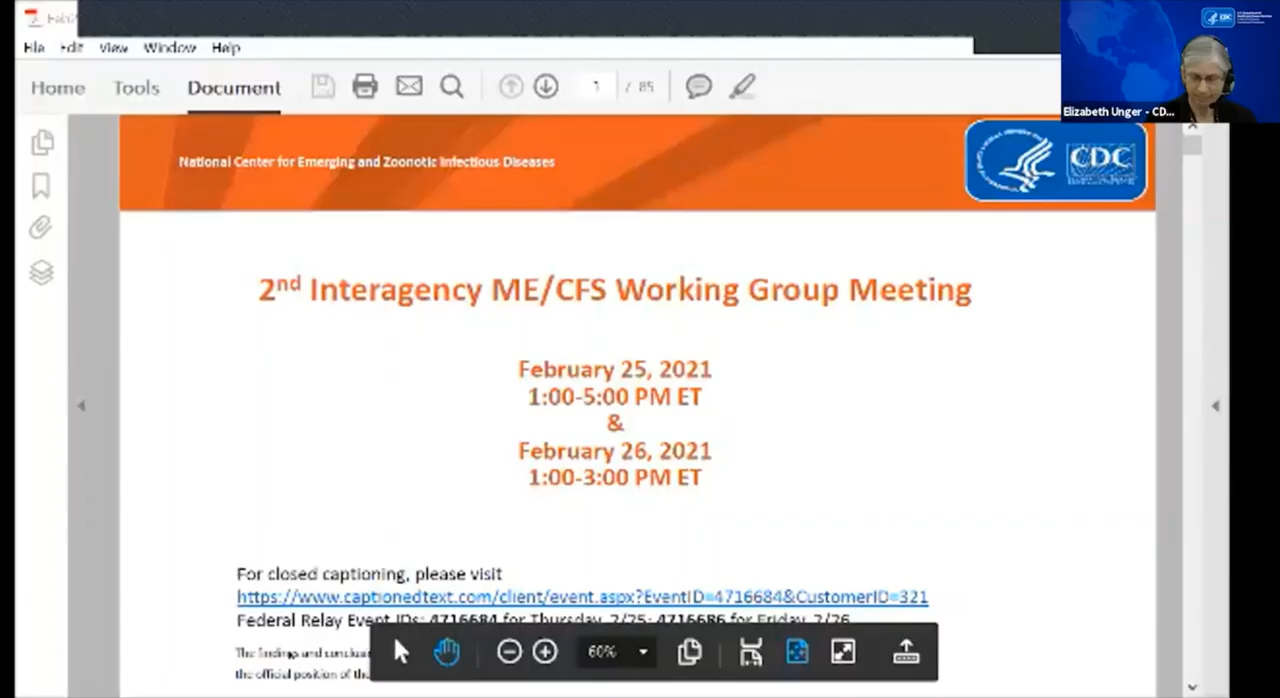 File Edit View Window Help
Home Tools Document 1 / 85
Elizabeth Unger - CD...
National Center for Emerging and Zoonotic Infectious Diseases
CDC
2nd Interagency ME/CFS Working Group Meeting
February 25, 2021
1:00-5:00 PM ET
&
February 26, 2021
1:00-3:00 PM ET
For closed captioning, please visit
https://www.captionedtext.com/client/event.aspx?EventID=4716684&CustomerID=321
Federal Relay Event IDs: 4716684 for Thursday, 2/25; 4716686 for Friday, 2/26
The findings and
the official position of
60%